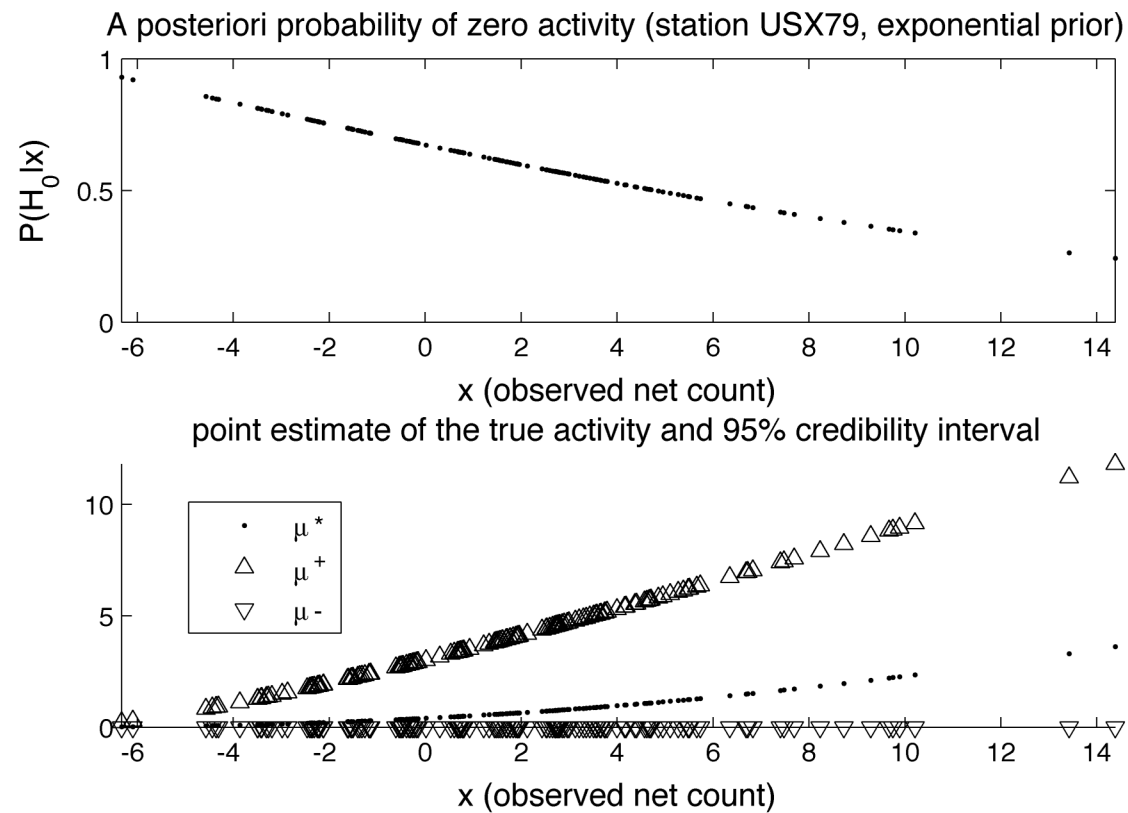 A posteriori probability of zero activity (station USX79, exponential prior)
1
0.5
0
P(H₀|x)
-6 -4 -2 0 2 4 6 8 10 12 14
x (observed net count)
point estimate of the true activity and 95% credibility interval
10
5
0
μ*
μ+
μ-
-6 -4 -2 0 2 4 6 8 10 12 14
x (observed net count)